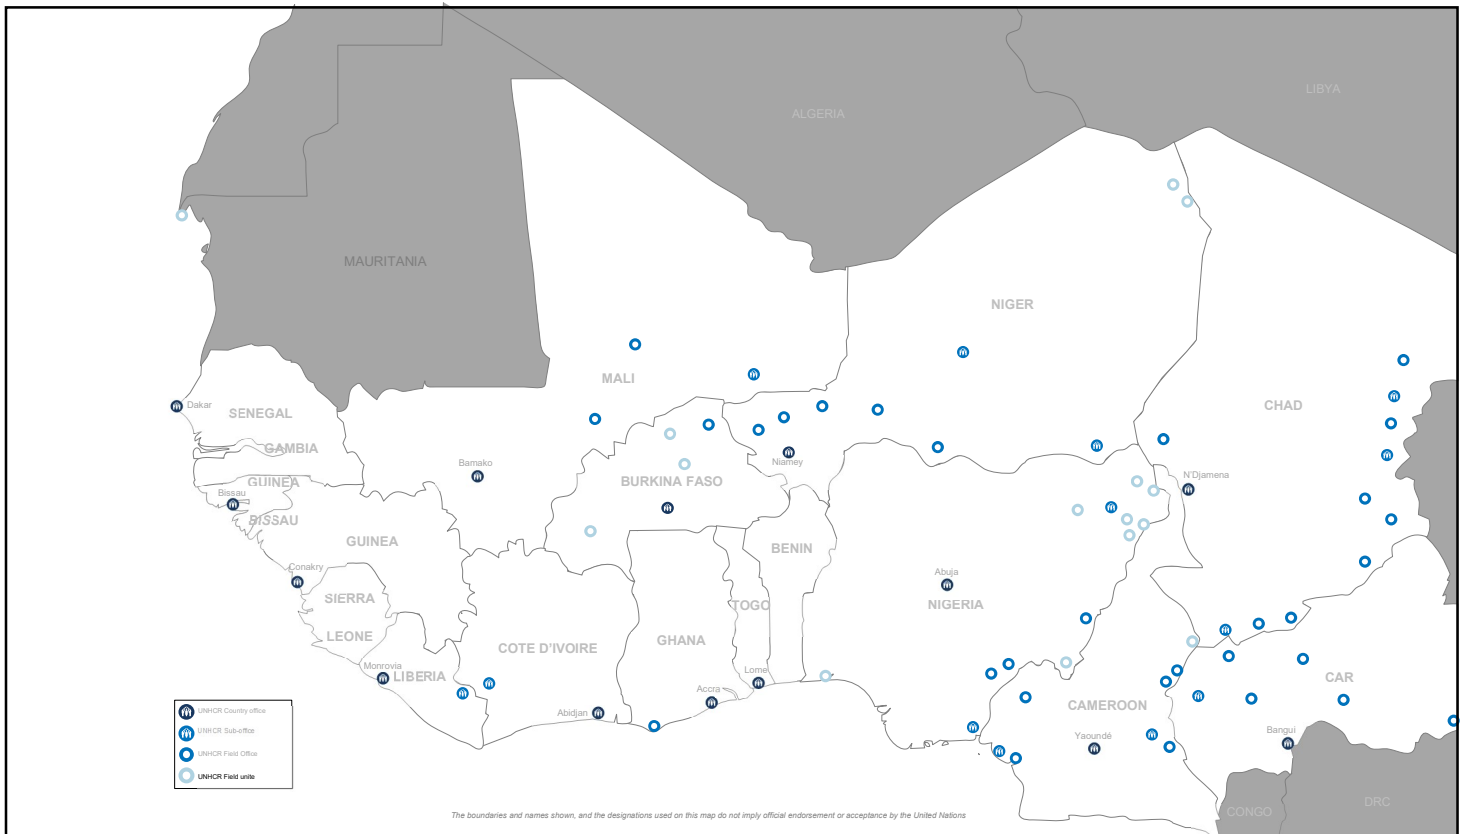 LIBYA
ALGERIA
MAURITANIA
NIGER
MALI
CHAD
Dakar
SENEGAL
GAMBIA
Bamako
Niamey
N'Djamena
GUINEA
BURKINA FASO
Bissau
BISSAU
GUINEA
BENIN
Conakry
Abuja
SIERRA
NIGERIA
TOGO
LEONE
GHANA
COTE D'IVOIRE
Monrovia
LIBERIA
Lome
CAR
Accra
CAMEROON
Abidjan
Yaoundé
Bangui
UNHCR Country office
UNHCR Sub-office
UNHCR Field Office
UNHCR Field unite
DRC
CONGO
The boundaries and names shown, and the designations used on this map do not imply official endorsement or acceptance by the United Nations